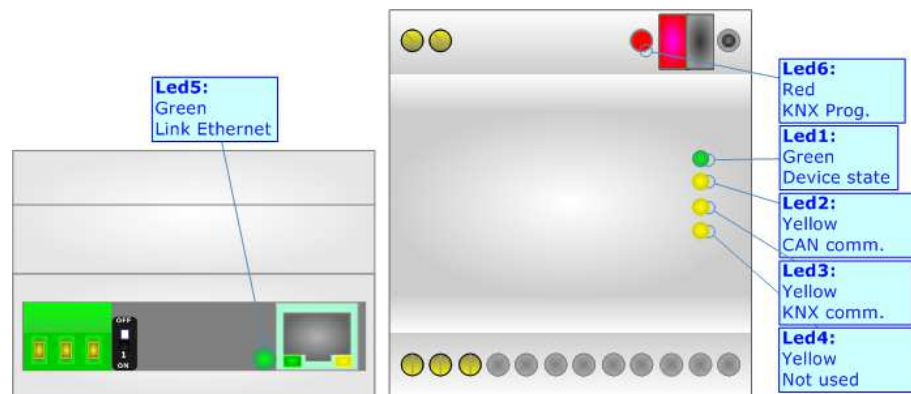 Led5:
Green
Link Ethernet
OFF
1
ON
Led6:
Red
KNX Prog.
Led1:
Green
Device state
Led2:
Yellow
CAN comm.
Led3:
Yellow
KNX comm.
Led4:
Yellow
Not used